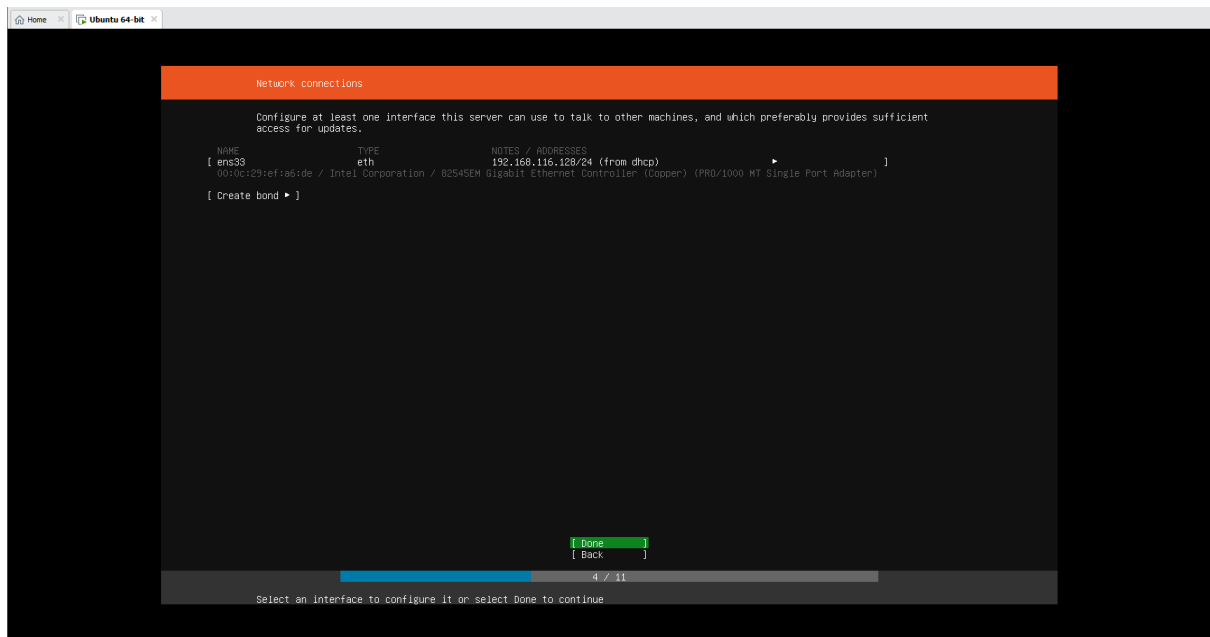 Home × Ubuntu 64-bit ×
Network connections
Configure at least one interface this server can use to talk to other machines, and which preferably provides sufficient
access for updates.
NAME TYPE NOTES / ADDRESSES
[ ens33 eth 192.168.116.128/24 (from dhcp) ▸ ]
00:0c:29:ef:a6:de / Intel Corporation / 82545EM Gigabit Ethernet Controller (Copper) (PRO/1000 MT Single Port Adapter)
[ Create bond ▸ ]
[ Done ]
[ Back ]
4 / 11
Select an interface to configure it or select Done to continue